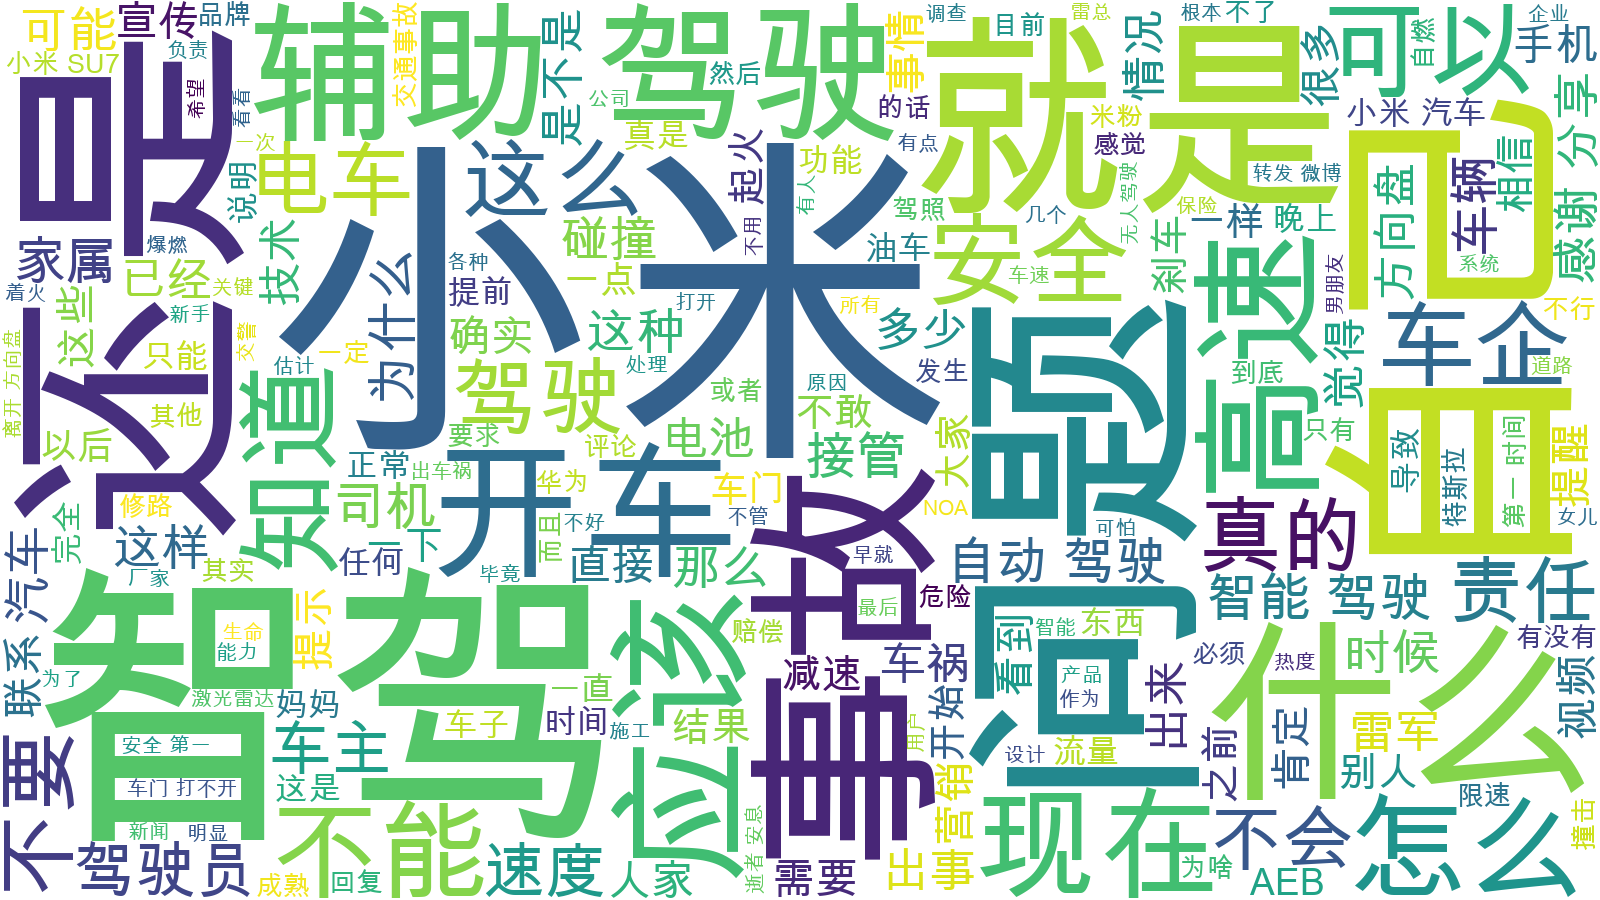 可能
宣传
品牌
还是
辅助 驾驶
是不是
交通事故
事情
调查
目前
雷总
就是
情况
根本 不了
很多
可以
企业
手机
自燃
小米 SU7
负责
希望
看看
一次
然后
公司
真是
的话
米粉
感觉
有点
小米 汽车
分享
电车
这么
起火
功能
有人
无人驾驶
转发 微博
车辆
相信
感谢
说明
技术
小米
碰撞
驾照
几个
保险
一样
晚上
方向盘
自己
家属
爆燃
已经
着火
关键
各种
提前
一点
不用
油车
安全
刹车
车速
系统
男朋友
不行
新手
这些
为什么
确实
这种
打开
所有
多少
问题
高速
车企
离开 方向盘
只能
交警
一定
估计
驾驶
处理
原因
发生
到底
觉得
道路
其他
知道
或者
以后
要求
评论
电池
不敢
接管
大家
只有
但是
导致
特斯拉
第一 时间
提醒
正常
出车祸
华为
车门
不管
NOA
修路
司机
开车
事故
可怕
真的
女儿
完全
这样
一下
任何
而且
不好
直接
那么
早就
自动 驾驶
智能 驾驶
责任
汽车
联系
厂家
其实
毕竟
智驾
应该
最后
危险
提示
生命
能力
赔偿
看到
智能
东西
必须
有没有
为了
激光雷达
妈妈
一直
减速
车祸
产品
作为
出来
热度
什么
时候
视频
不要
安全 第一
车主
车子
时间
施工
结果
用户
开始
设计
流量
之前
肯定
雷军
别人
这是
车门 打不开
新闻
明显
不能
营销
现在
限速
撞击
驾驶员
成熟
回复
速度
人家
逝者 安息
需要
出事
为啥
不会
AEB
怎么